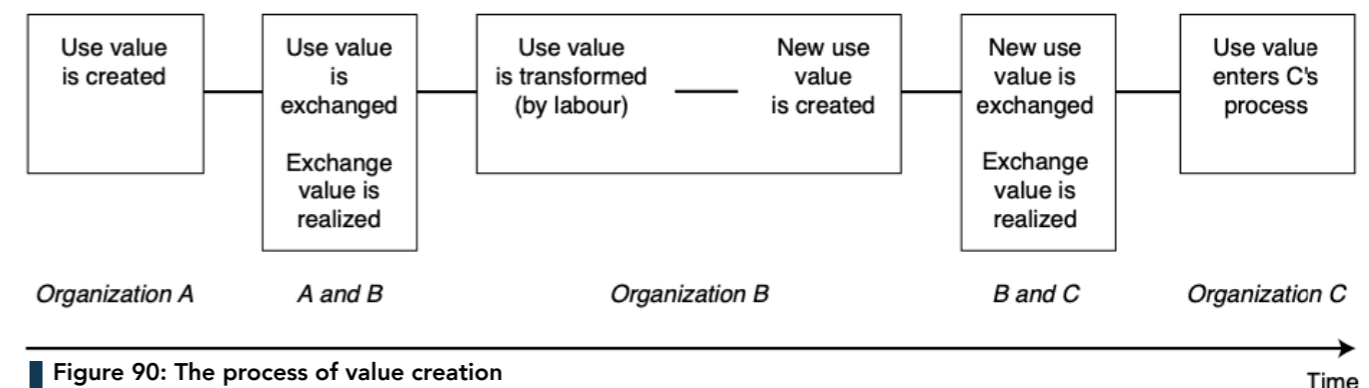 Use value
is created
Use value
is
exchanged
Exchange
value is
realized
Use value
is transformed
(by labour)
New use
value
is created
New use
value is
exchanged
Exchange
value is
realized
Use value
enters C's
process
Organization A
A and B
Organization B
B and C
Organization C
Figure 90: The process of value creation
Time